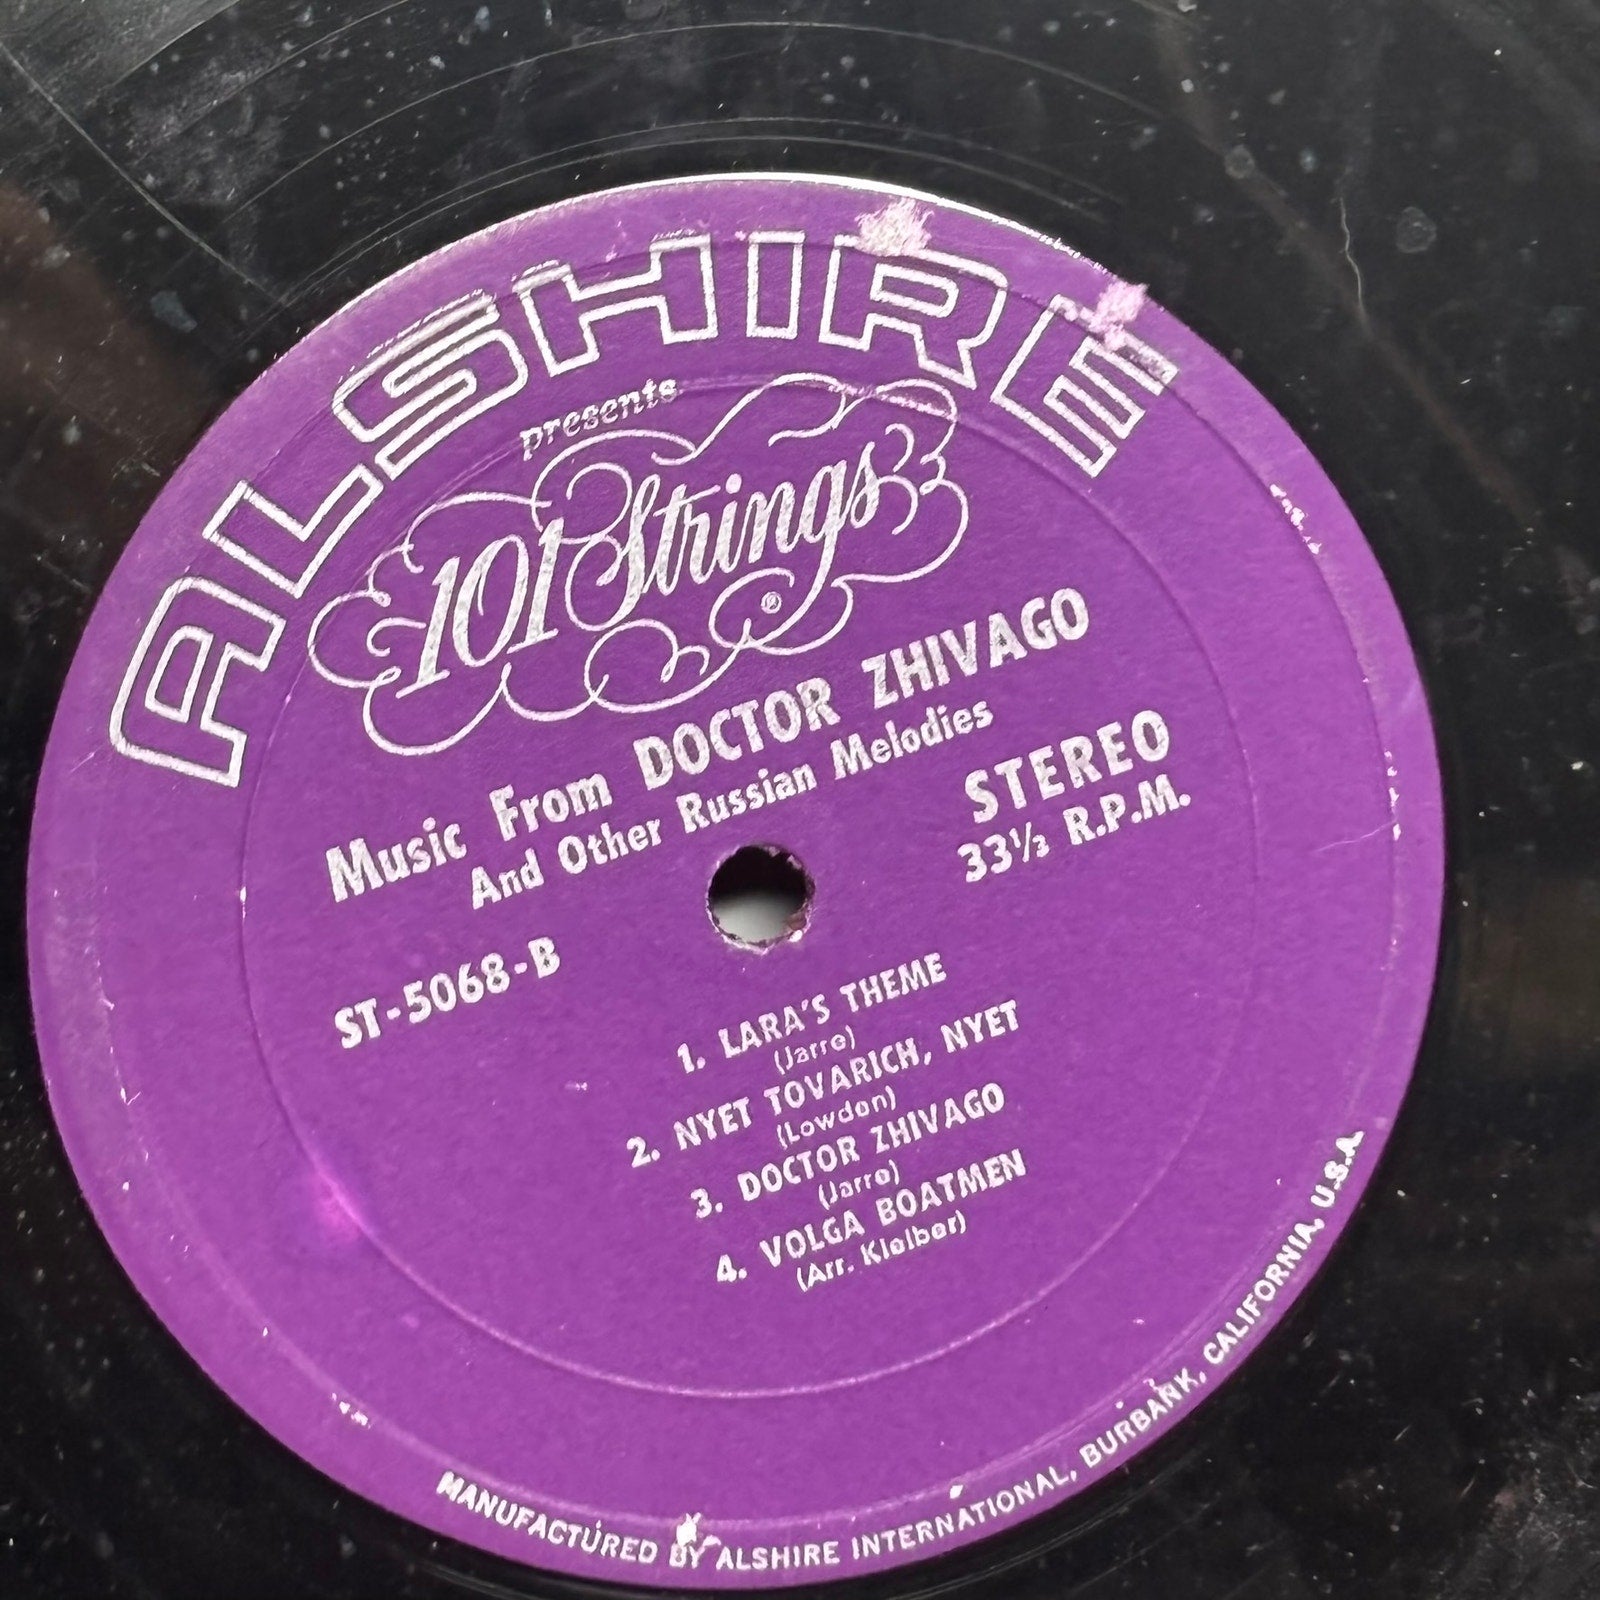 ALSHIRE
presents
101 Strings ®
Music From DOCTOR ZHIVAGO
And Other Russian Melodies
STEREO
33⅓ R.P.M.
ST-5068-B
1. LARA'S THEME
(Jarre)
2. NYET TOVARICH, NYET
(Lowdon)
3. DOCTOR ZHIVAGO
(Jarre)
4. VOLGA BOATMEN
(Arr. Kleiber)
MANUFACTURED BY ALSHIRE INTERNATIONAL, BURBANK, CALIFORNIA, U.S.A.